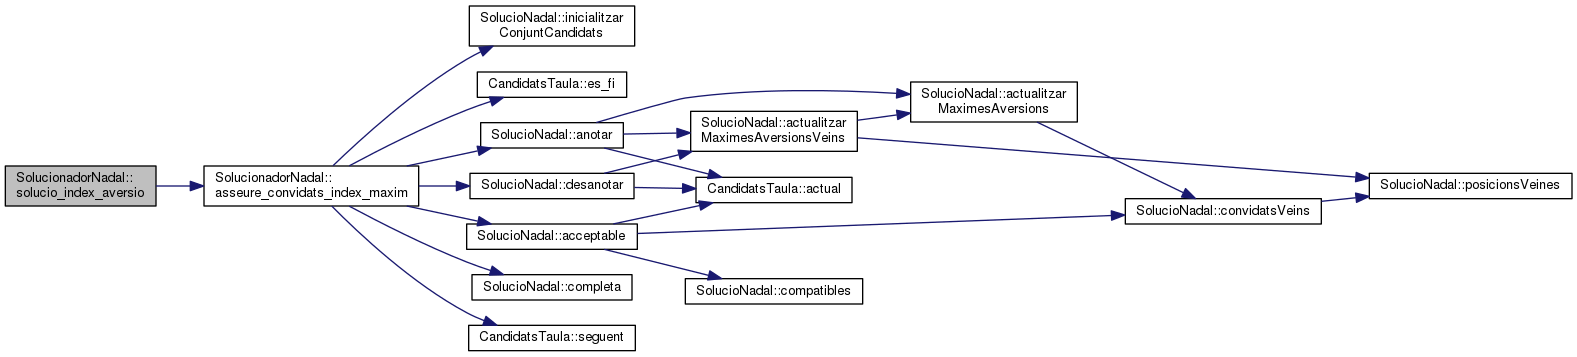 SolucionadorNadal::
solucio_index_aversio
SolucionadorNadal::
asseure_convidats_index_maxim
SolucioNadal::inicialitzar
ConjuntCandidats
CandidatsTaula::es_fi
SolucioNadal::anotar
SolucioNadal::desanotar
SolucioNadal::acceptable
SolucioNadal::completa
CandidatsTaula::seguent
SolucioNadal::actualitzar
MaximesAversionsVeins
CandidatsTaula::actual
SolucioNadal::compatibles
SolucioNadal::actualitzar
MaximesAversions
SolucioNadal::convidatsVeins
SolucioNadal::posicionsVeines